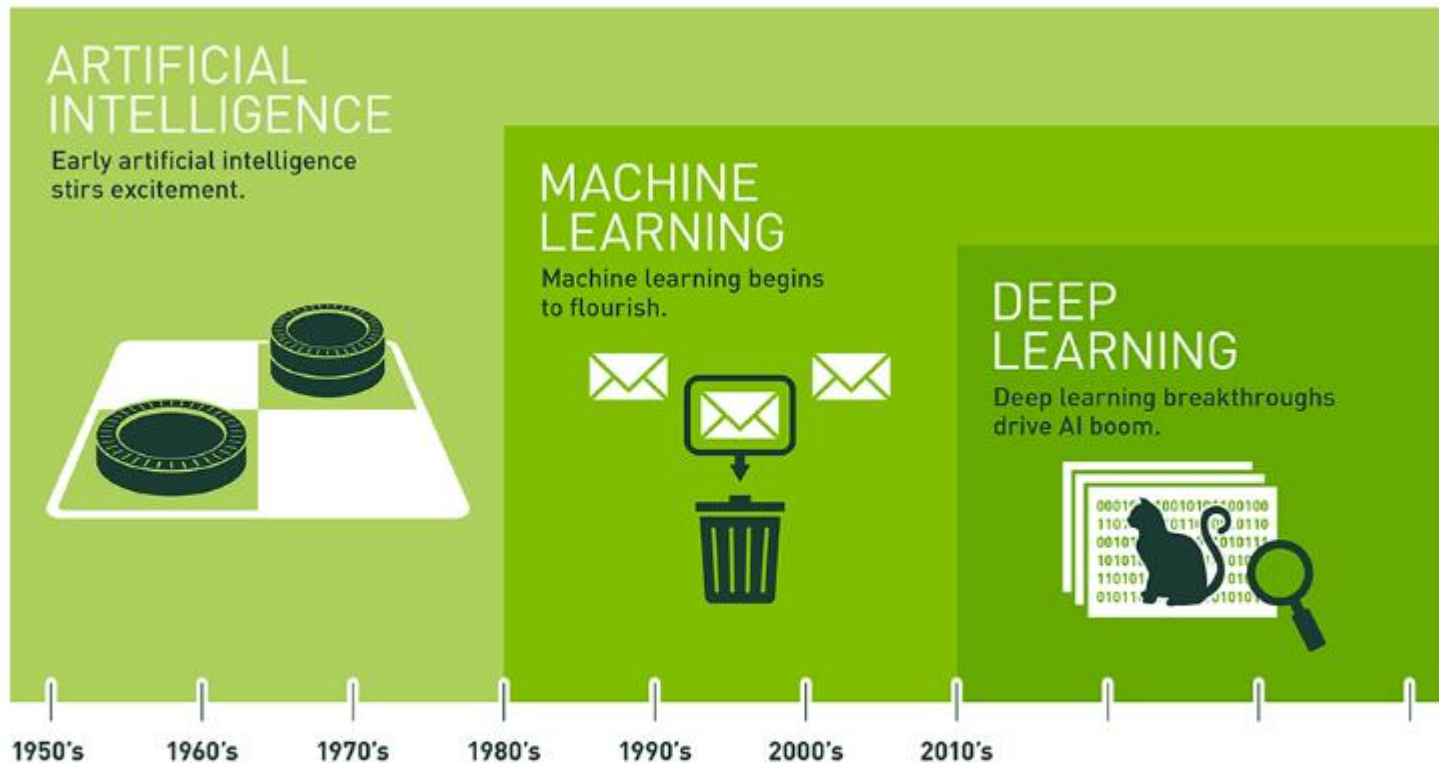 ARTIFICIAL
INTELLIGENCE
Early artificial intelligence
stirs excitement.
MACHINE
LEARNING
Machine learning begins
to flourish.
DEEP
LEARNING
Deep learning breakthroughs
drive AI boom.
1950's
1960's
1970's
1980's
1990's
2000's
2010's